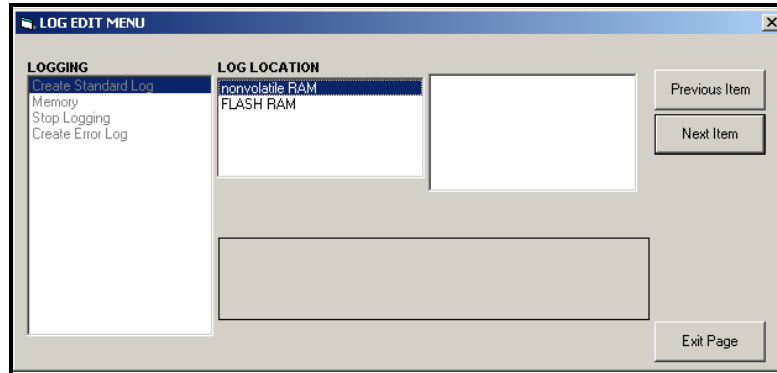 LOG EDIT MENU
LOGGING
Create Standard Log
Memory
Stop Logging
Create Error Log
LOG LOCATION
nonvolatile RAM
FLASH RAM
Previous Item
Next Item
Exit Page